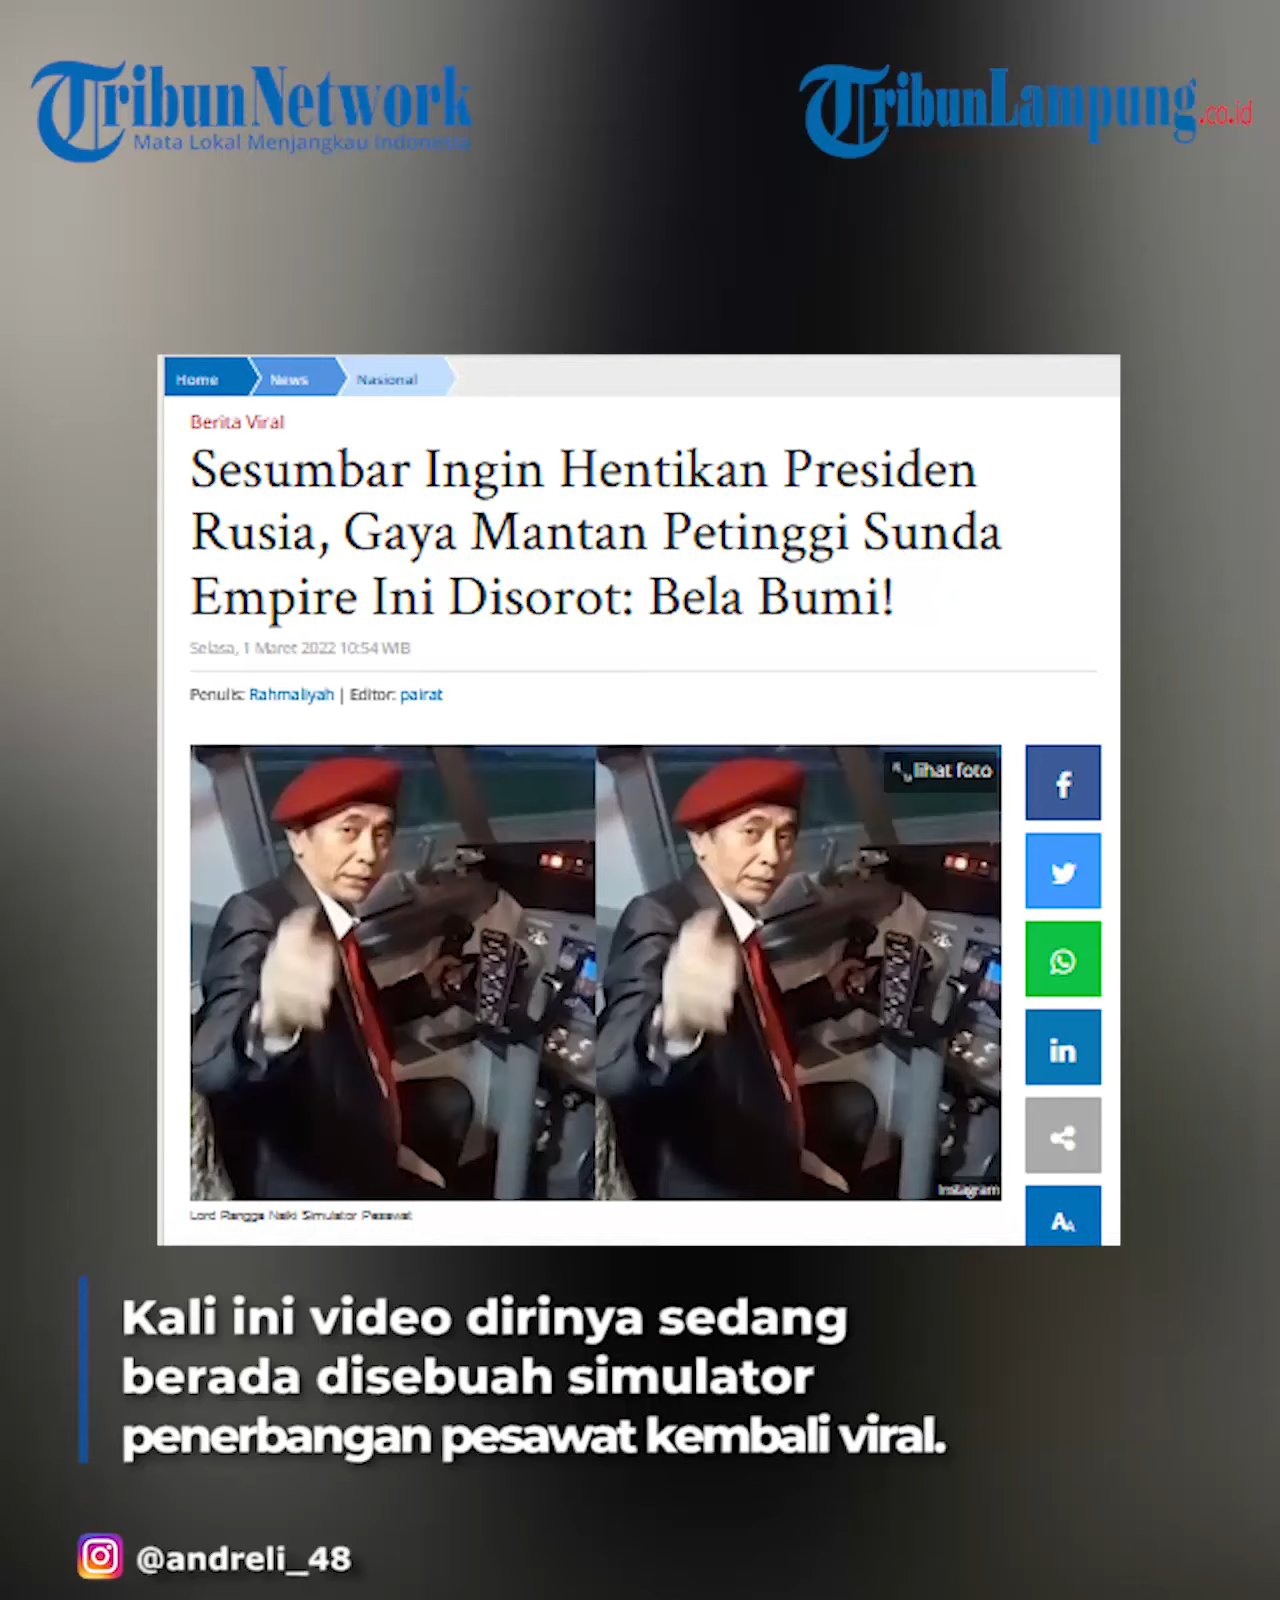 TribunNetwork
Mata Lokal Menjangkau Indonesia
TribunLampung.co.id
Home News Nasional
Berita Viral
Sesumbar Ingin Hentikan Presiden
Rusia, Gaya Mantan Petinggi Sunda
Empire Ini Disorot: Bela Bumi!
Selasa, 1 Maret 2022 10:54 WIB
Penulis: Rahmaliyah | Editor: pairat
lihat foto
Instagram
Lord Rangga Naiki Simulator Pesawat
Kali ini video dirinya sedang
berada disebuah simulator
penerbangan pesawat kembali viral.
@andreli_48